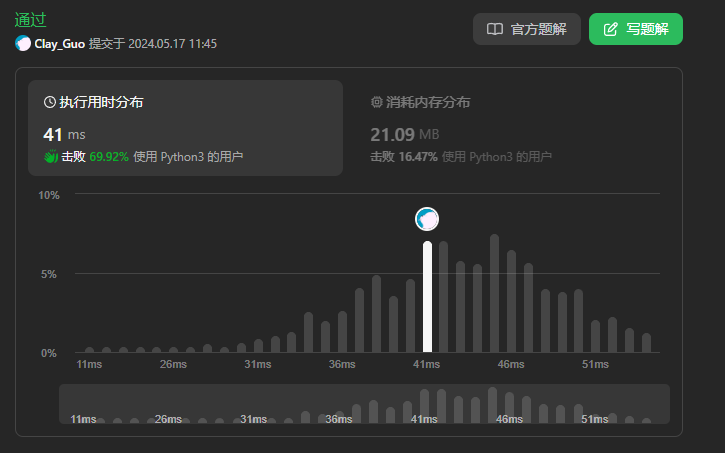 通过
Clay_Guo 提交于 2024.05.17 11:45
官方题解
写题解
执行用时分布
41 ms
击败 69.92% 使用 Python3 的用户
消耗内存分布
21.09 MB
击败 16.47% 使用 Python3 的用户
10%
5%
0%
11ms 26ms 31ms 36ms 41ms 46ms 51ms
11ms 26ms 31ms 36ms 41ms 46ms 51ms